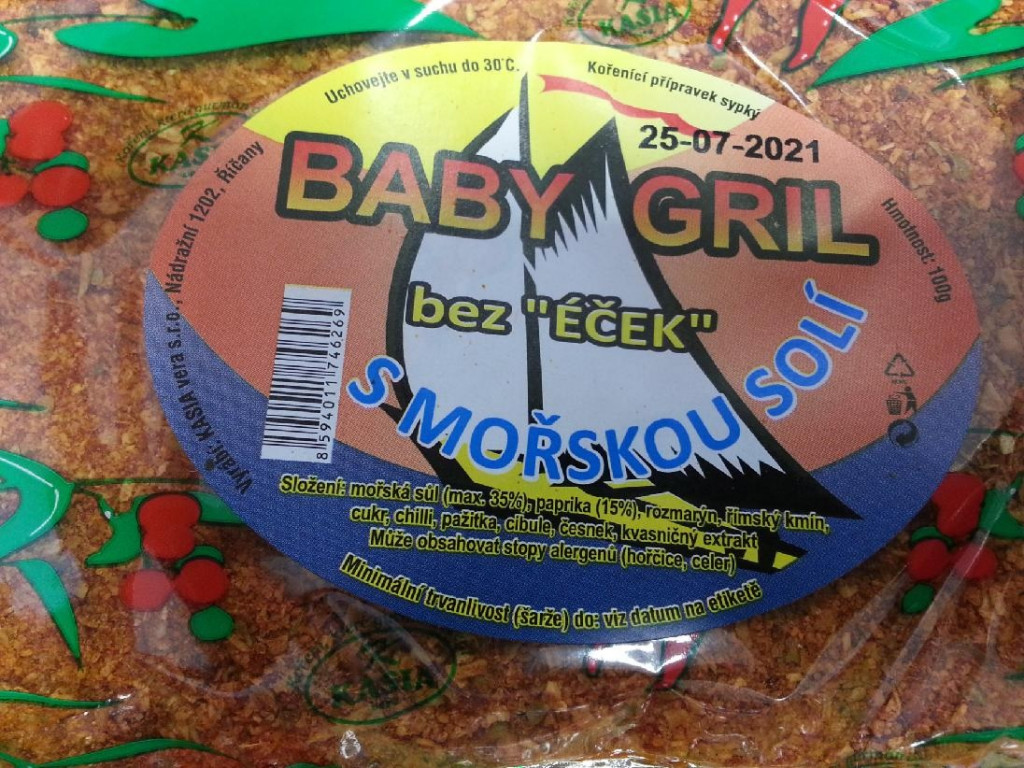 KASIA
Uchovejte v suchu do 30°C.
Kořenící přípravek sypký
25-07-2021
KASIA
BABY GRIL
Vyrábí: KASIA vera s.r.o., Nádražní 1202, Říčany
Hmotnost: 100g
bez "ÉČEK"
S MOŘSKOU SOLÍ
8594011746269
Složení: mořská sůl (max. 35%), paprika (15%), rozmarýn, římský kmín,
cukr, chilli, pažitka, cibule, česnek, kvasničný extrakt
Může obsahovat stopy alergenů (hořčice, celer)
Minimální trvanlivost (šarže) do: viz datum na etiketě
KASIA